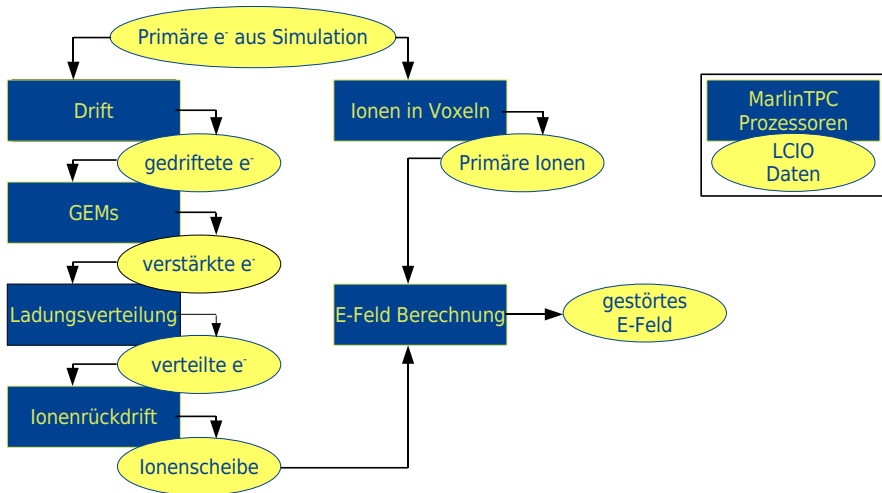 Primäre e⁻ aus Simulation
Drift
gedriftete e⁻
GEMs
verstärkte e⁻
Ladungsverteilung
verteilte e⁻
Ionenrückdrift
Ionenscheibe
Ionen in Voxeln
Primäre Ionen
E-Feld Berechnung
gestörtes
E-Feld
MarlinTPC
Prozessoren
LCIO
Daten